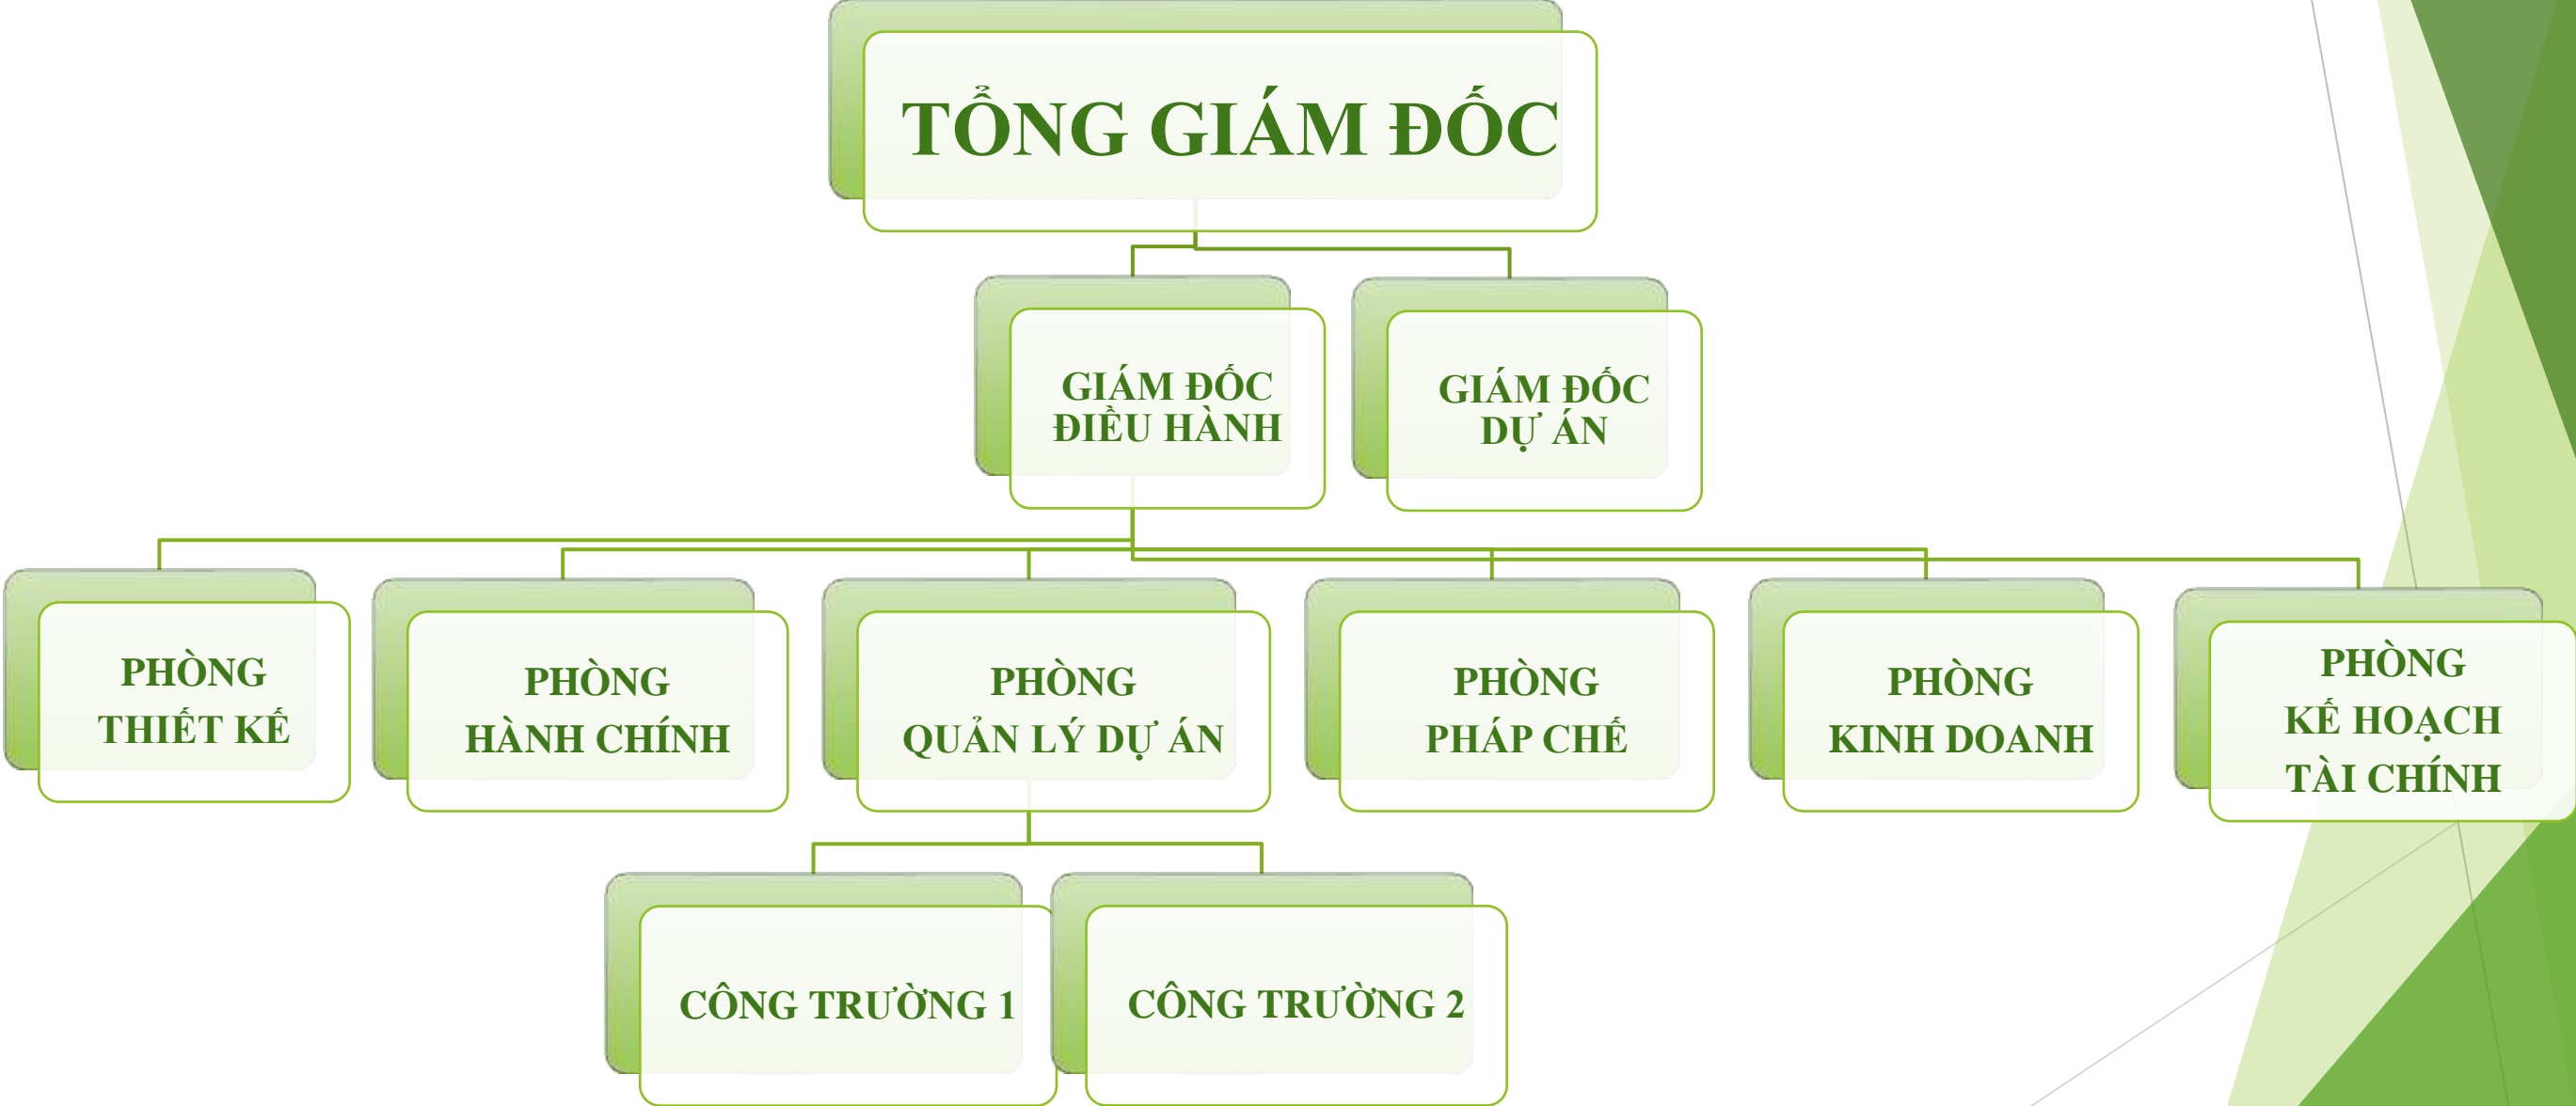 TỔNG GIÁM ĐỐC
GIÁM ĐỐC
ĐIỀU HÀNH
GIÁM ĐỐC
DỰ ÁN
PHÒNG
THIẾT KẾ
PHÒNG
HÀNH CHÍNH
PHÒNG
QUẢN LÝ DỰ ÁN
PHÒNG
PHÁP CHẾ
PHÒNG
KINH DOANH
PHÒNG
KẾ HOẠCH
TÀI CHÍNH
CÔNG TRƯỜNG 1
CÔNG TRƯỜNG 2